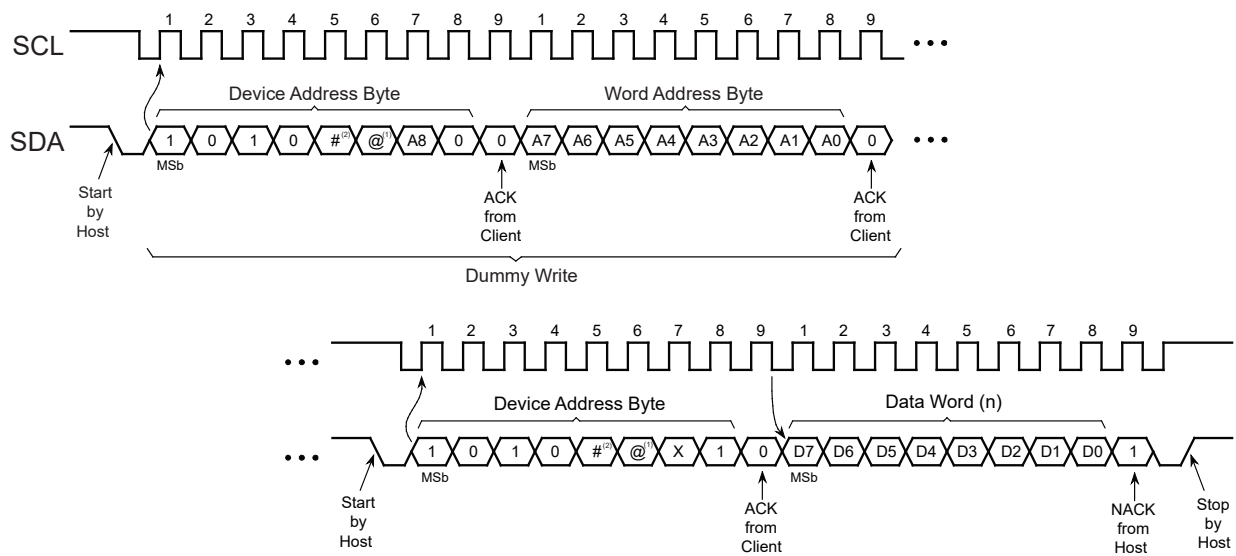 1 2 3 4 5 6 7 8 9 1 2 3 4 5 6 7 8 9
SCL
Device Address Byte Word Address Byte
SDA 1 0 1 0 #(2) @(1) A8 0 0 A7 A6 A5 A4 A3 A2 A1 A0 0
MSb MSb
Start
by
Host
ACK
from
Client
ACK
from
Client
Dummy Write
1 2 3 4 5 6 7 8 9 1 2 3 4 5 6 7 8 9
Device Address Byte Data Word (n)
1 0 1 0 #(2) @(1) X 1 0 D7 D6 D5 D4 D3 D2 D1 D0 1
MSb MSb
Start
by
Host
ACK
from
Client
NACK
from
Host
Stop
by
Host